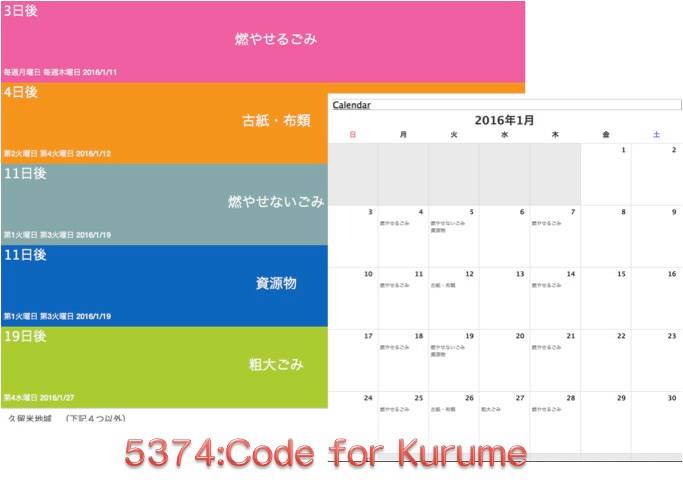 3日後
燃やせるごみ
毎週月曜日 毎週木曜日 2016/1/11
4日後
古紙・布類
第2火曜日 第4火曜日 2016/1/12
11日後
燃やせないごみ
第1火曜日 第3火曜日 2016/1/19
11日後
資源物
第1火曜日 第3火曜日 2016/1/19
19日後
粗大ごみ
第4水曜日 2016/1/27
久留米地域 （下記４つ以外）
Calendar
2016年1月
日 月 火 水 木 金 土
1 2
3 4 5 6 7 8 9
燃やせるごみ 燃やせないごみ 燃やせるごみ
資源物
10 11 12 13 14 15 16
燃やせるごみ 古紙・布類 燃やせるごみ
17 18 19 20 21 22 23
燃やせるごみ 燃やせないごみ 燃やせるごみ
資源物
24 25 26 27 28 29 30
燃やせるごみ 古紙・布類 粗大ごみ 燃やせるごみ
5374:Code for Kurume